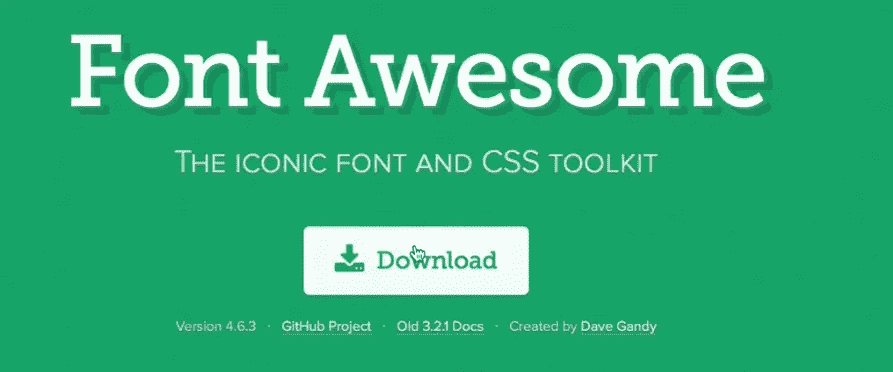 Font Awesome
THE ICONIC FONT AND CSS TOOLKIT
Download
Version 4.6.3 · GitHub Project · Old 3.2.1 Docs · Created by Dave Gandy